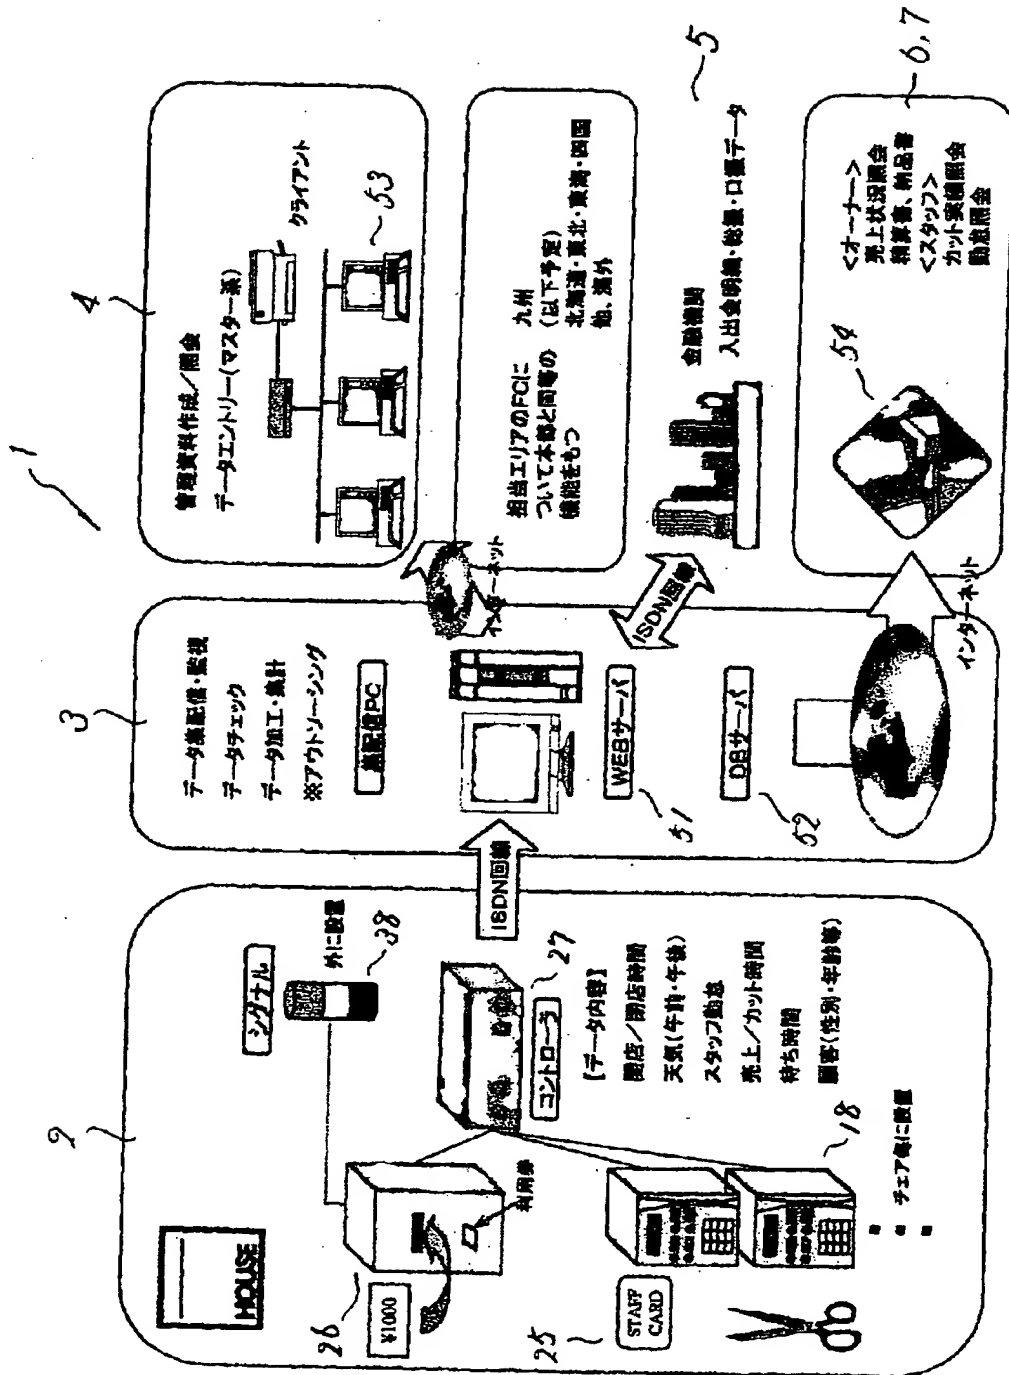 1
2
HOUSE
26
¥1000
利用券
25
STAFF
CARD
シグナル
外に設置
38
27
コントローラ
【データ内容】
開店/閉店時間
天気(午前・午後)
スタッフ勤怠
売上/カット時間
待ち時間
顧客(性別・年齢等)
18
チェア毎に設置
ISDN回線
3
データ集配信・監視
データチェック
データ加工・集計
※アウトソーシング
集配信PC
WEBサーバ
51
DBサーバ
52
インターネット
インターネット
ISDN回線
4
管理資料作成/照会
データエントリー(マスター系)
クライアント
53
担当エリアのFCに
ついて本部と同等の
機能をもつ
九州
(以下予定)
北海道・東北・東海・四国
他、海外
5
金融機関
入出金明細・総振・口振データ
6,7
54
<オーナー>
売上状況照会
精算書、納品書
<スタッフ>
カット実績照会
勤怠照会